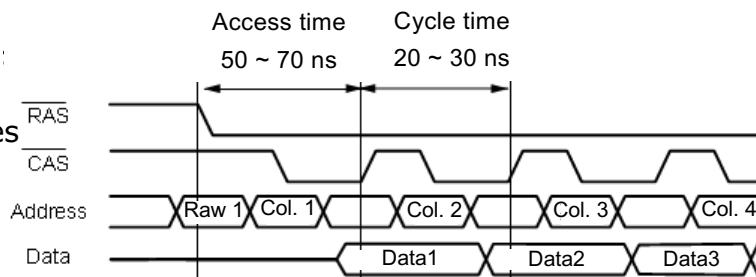 Access time Cycle time
50 ~ 70 ns 20 ~ 30 ns
RAS
es
CAS
Address Raw 1 Col. 1 Col. 2 Col. 3 Col. 4
Data Data1 Data2 Data3